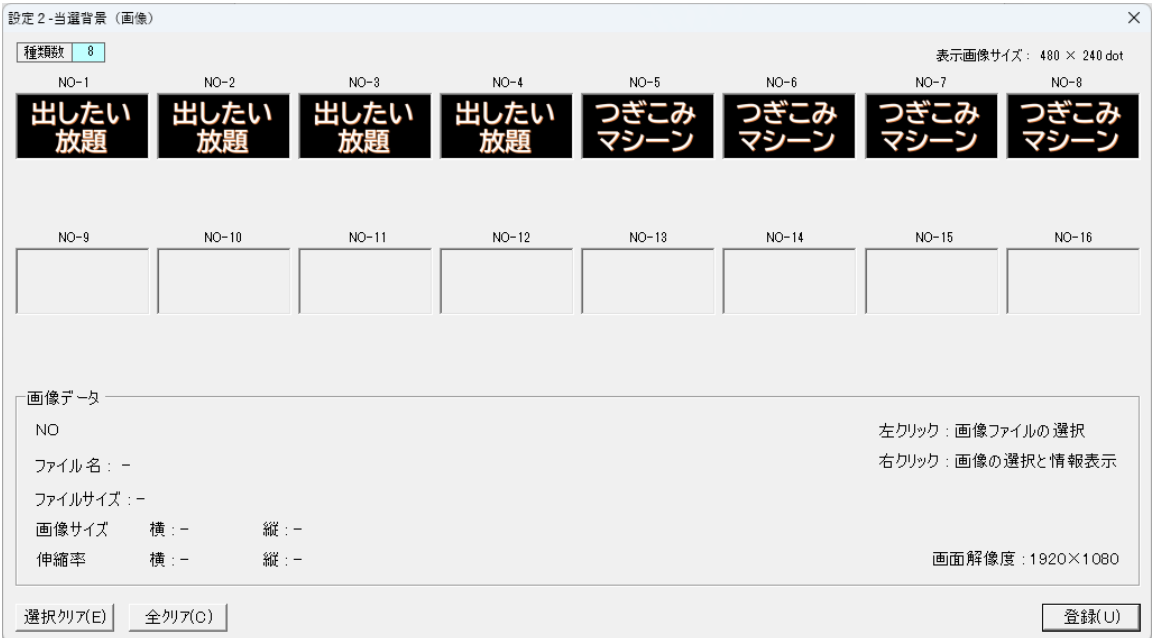 設定２-当選背景（画像）
種類数 8
表示画像サイズ： 480 × 240 dot
NO-1 NO-2 NO-3 NO-4 NO-5 NO-6 NO-7 NO-8
出したい 出したい 出したい 出したい つぎこみ つぎこみ つぎこみ つぎこみ
放題 放題 放題 放題 マシーン マシーン マシーン マシーン
NO-9 NO-10 NO-11 NO-12 NO-13 NO-14 NO-15 NO-16
画像データ
NO
左クリック：画像ファイルの選択
ファイル名：-
右クリック：画像の選択と情報表示
ファイルサイズ：-
画像サイズ 横：- 縦：-
伸縮率 横：- 縦：-
画面解像度：1920×1080
選択クリア(E) 全クリア(C) 登録(U)